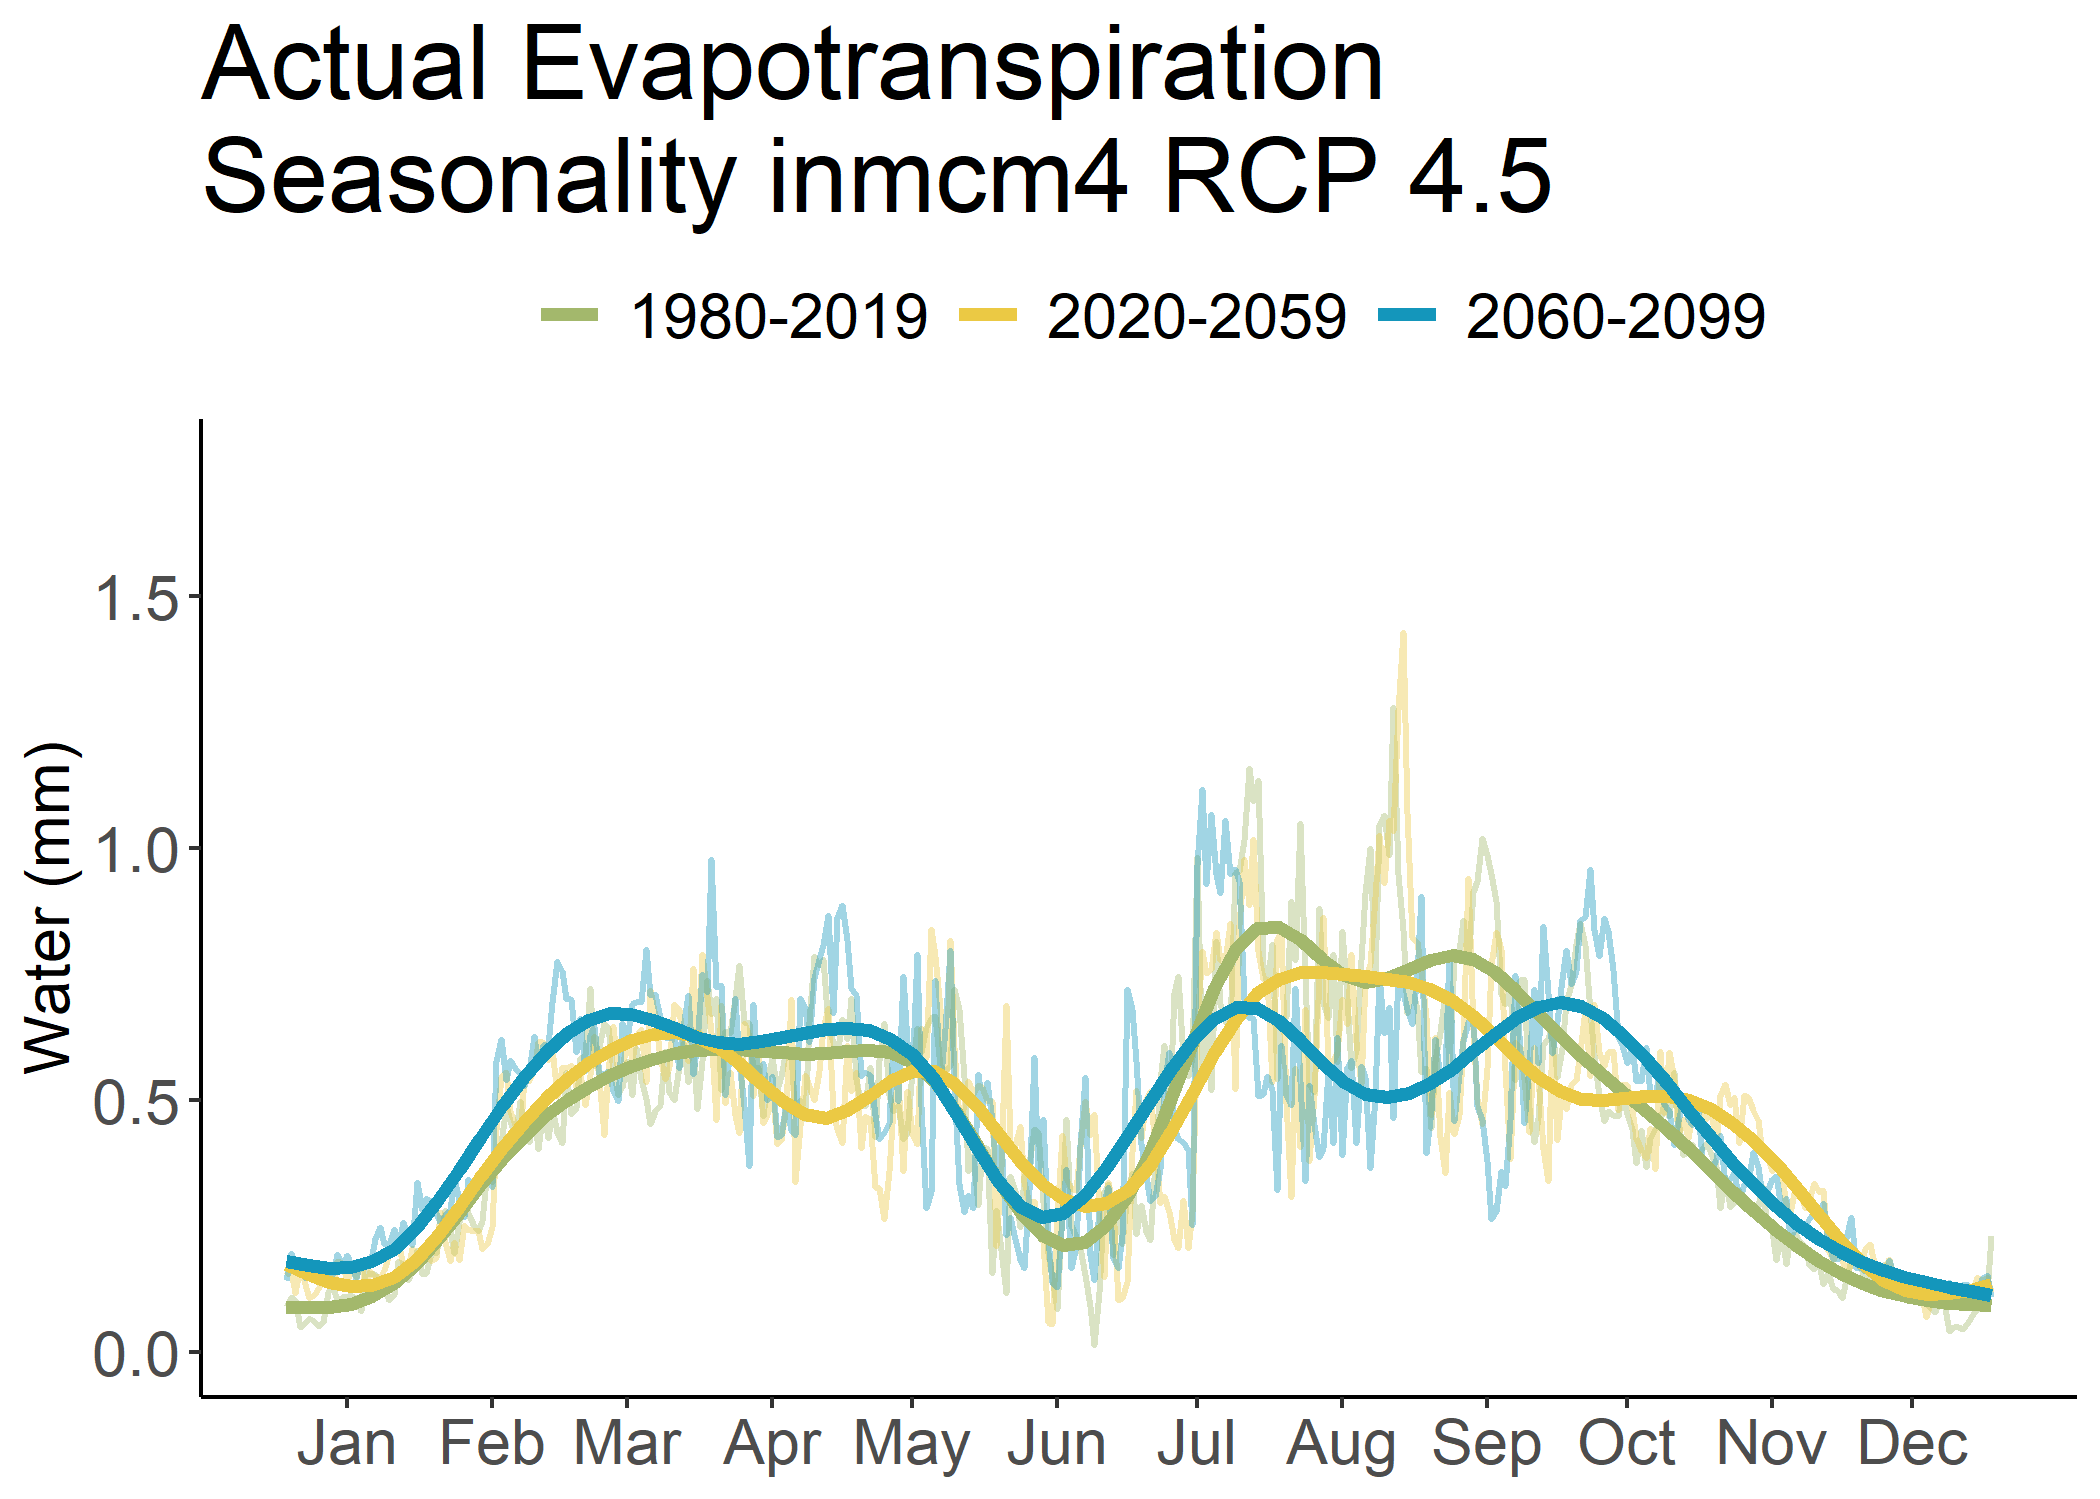 Actual Evapotranspiration
Seasonality inmcm4 RCP 4.5
1980-2019 2020-2059 2060-2099
Water (mm)
1.5
1.0
0.5
0.0
Jan Feb Mar Apr May Jun Jul Aug Sep Oct Nov Dec